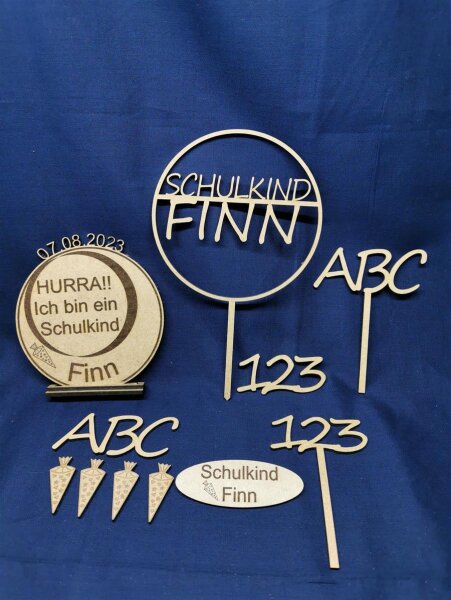 SCHULKIND
FINN
07.08.2023
HURRA!!
Ich bin ein
Schulkind
Finn
ABC
123
ABC
123
Schulkind
Finn